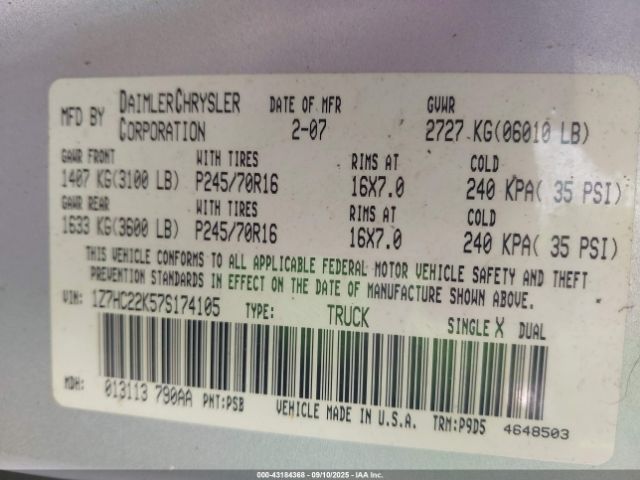 MFD BY DAIMLERCHRYSLER CORPORATION DATE OF MFR 2-07 GVWR 2727 KG(06010 LB)
GAWR FRONT WITH TIRES RIMS AT COLD
1407 KG(3100 LB) P245/70R16 16X7.0 240 KPA( 35 PSI)
GAWR REAR WITH TIRES RIMS AT COLD
1633 KG(3600 LB) P245/70R16 16X7.0 240 KPA( 35 PSI)
THIS VEHICLE CONFORMS TO ALL APPLICABLE FEDERAL MOTOR VEHICLE SAFETY AND THEFT
PREVENTION STANDARDS IN EFFECT ON THE DATE OF MANUFACTURE SHOWN ABOVE.
VIN: 1Z7HC22K57S174105 TYPE: TRUCK SINGLE X DUAL
MDH: 013113 790AA PNT:PSB VEHICLE MADE IN U.S.A. TRM:P9D5 4648503
000-43184368 - 09/10/2025 - IAA Inc.